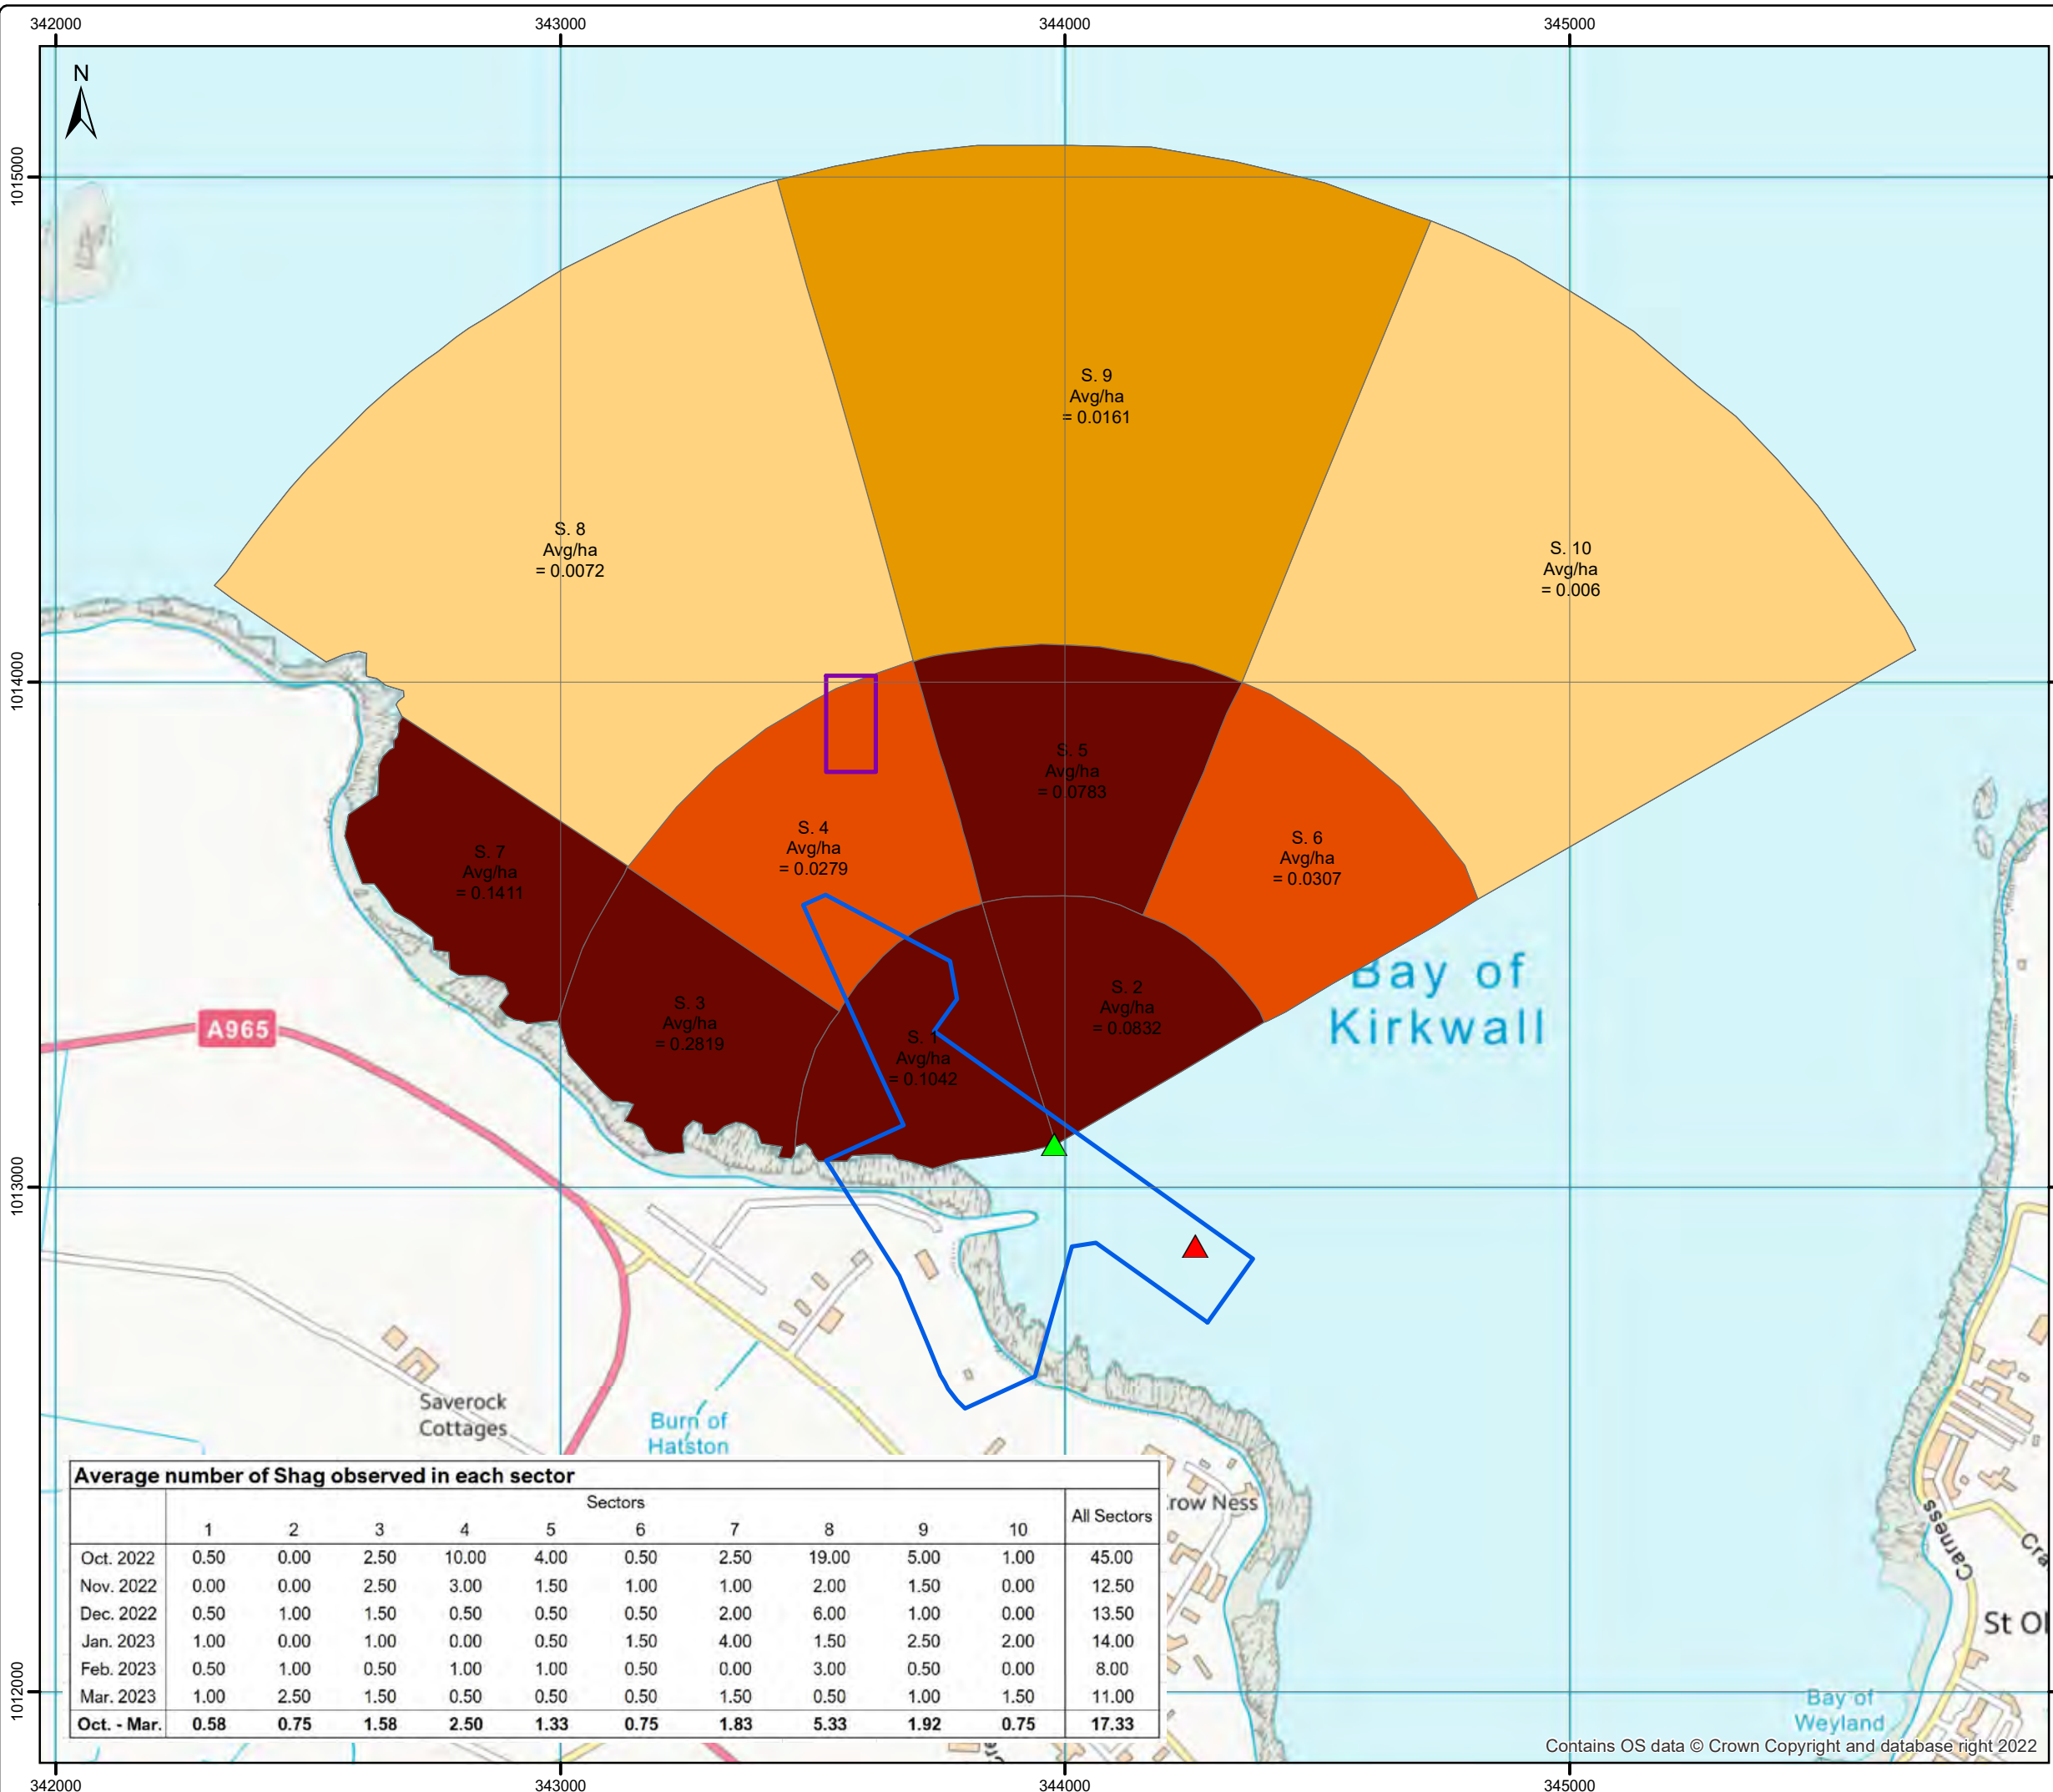 342000 343000 344000 345000
N
1015000
1014000
1013000
1012000
S. 9
Avg/ha
= 0.0161
S. 8
Avg/ha
= 0.0072
S. 10
Avg/ha
= 0.006
S. 5
Avg/ha
= 0.0783
S. 4
Avg/ha
= 0.0279
S. 6
Avg/ha
= 0.0307
S. 7
Avg/ha
= 0.1411
S. 3
Avg/ha
= 0.2819
S. 2
Avg/ha
= 0.0832
S. 1
Avg/ha
= 0.1042
Bay of
Kirkwall
A965
Saverock
Cottages
Burn of
Hatston
row Ness
Carness
Cra
St Ol
Bay of
Weyland
Average number of Shag observed in each sector
Sectors
1 2 3 4 5 6 7 8 9 10 All Sectors
Oct. 2022 0.50 0.00 2.50 10.00 4.00 0.50 2.50 19.00 5.00 1.00 45.00
Nov. 2022 0.00 0.00 2.50 3.00 1.50 1.00 1.00 2.00 1.50 0.00 12.50
Dec. 2022 0.50 1.00 1.50 0.50 0.50 0.50 2.00 6.00 1.00 0.00 13.50
Jan. 2023 1.00 0.00 1.00 0.00 0.50 1.50 4.00 1.50 2.50 2.00 14.00
Feb. 2023 0.50 1.00 0.50 1.00 1.00 0.50 0.00 3.00 0.50 0.00 8.00
Mar. 2023 1.00 2.50 1.50 0.50 0.50 0.50 1.50 0.50 1.00 1.50 11.00
Oct. - Mar. 0.58 0.75 1.58 2.50 1.33 0.75 1.83 5.33 1.92 0.75 17.33
Contains OS data © Crown Copyright and database right 2022
342000 343000 344000 345000